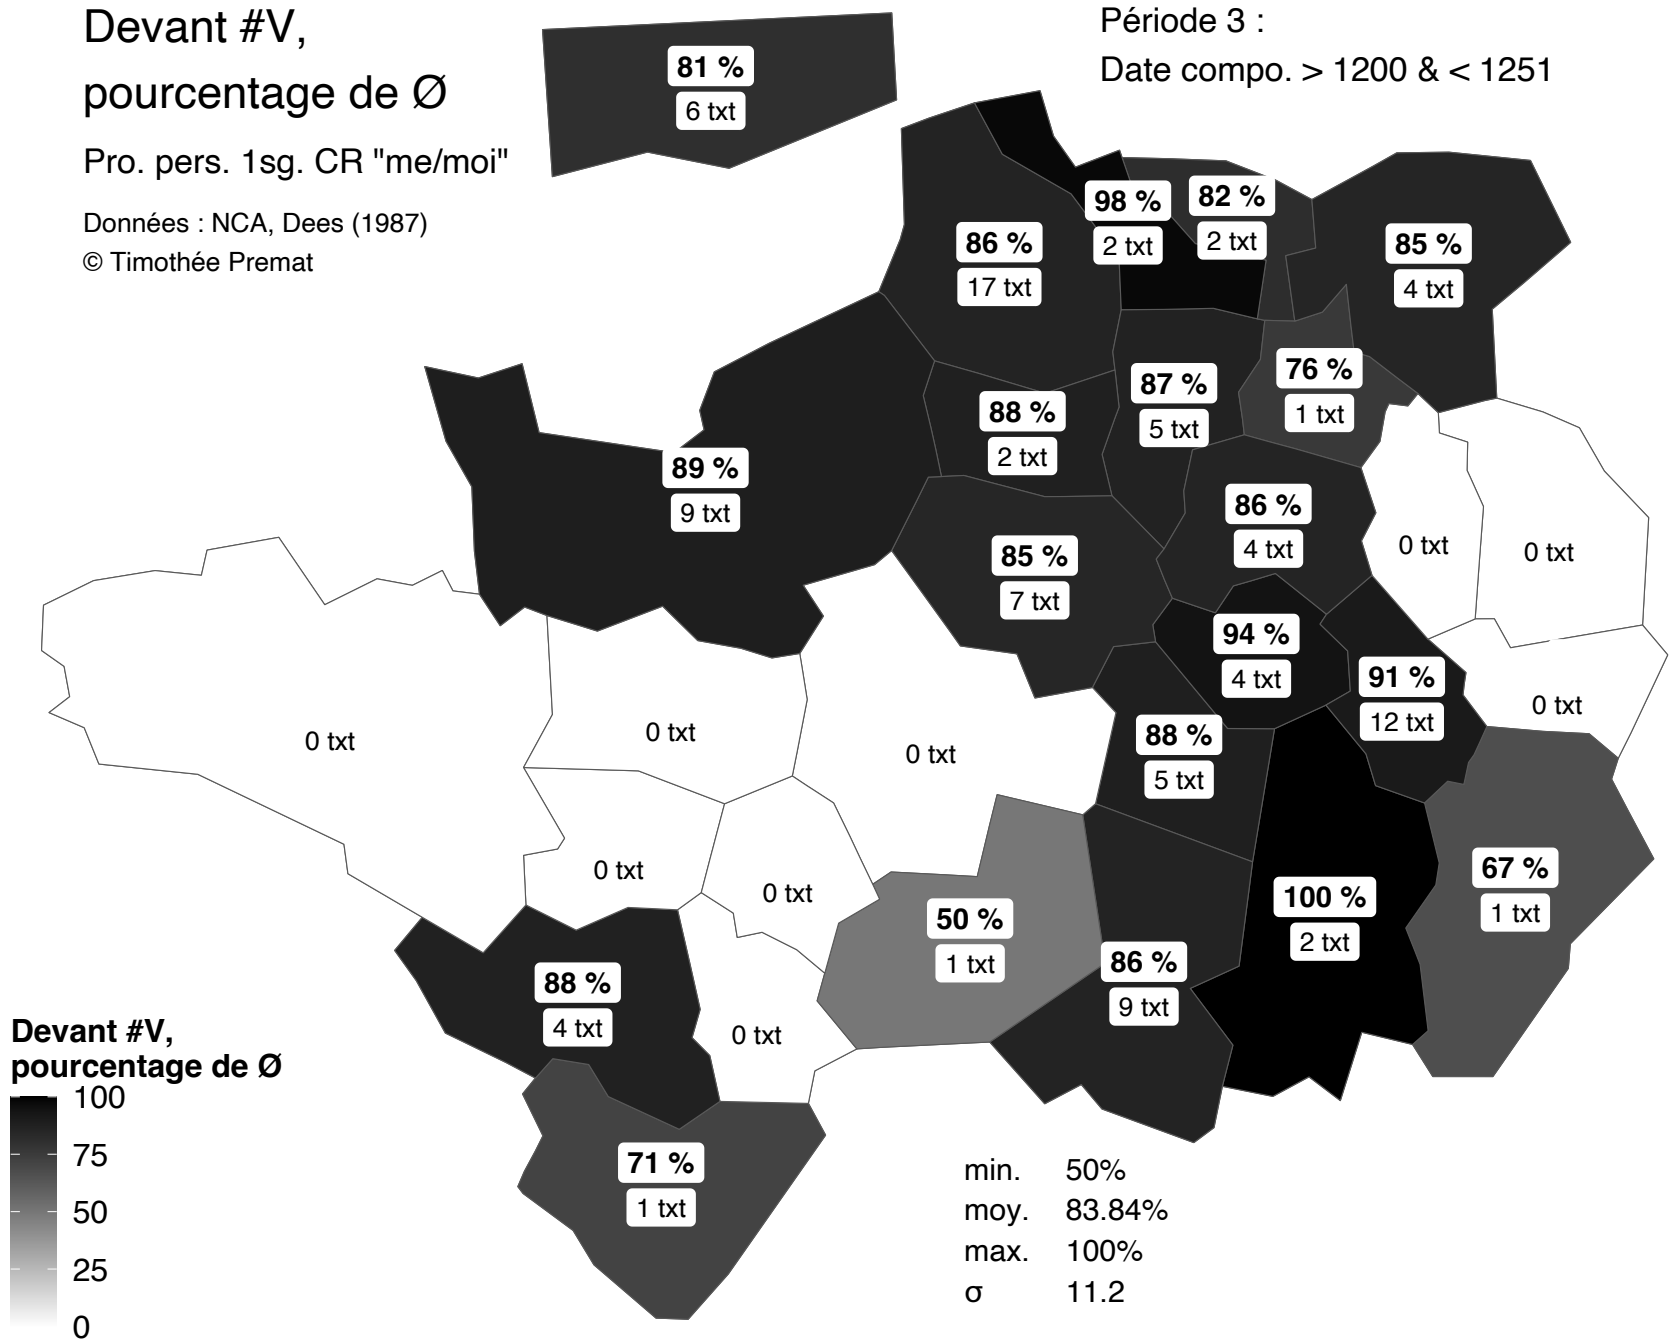 Devant #V,
pourcentage de Ø
Pro. pers. 1sg. CR "me/moi"
Données : NCA, Dees (1987)
© Timothée Premat
Période 3 :
Date compo. > 1200 & < 1251
81 %
6 txt
98 %
2 txt
82 %
2 txt
86 %
17 txt
85 %
4 txt
76 %
1 txt
87 %
5 txt
88 %
2 txt
89 %
9 txt
86 %
4 txt
0 txt
0 txt
85 %
7 txt
94 %
4 txt
91 %
12 txt
0 txt
0 txt
0 txt
0 txt
88 %
5 txt
0 txt
0 txt
50 %
1 txt
100 %
2 txt
67 %
1 txt
86 %
9 txt
88 %
4 txt
0 txt
71 %
1 txt
Devant #V,
pourcentage de Ø
100
75
50
25
0
min. 50%
moy. 83.84%
max. 100%
σ 11.2